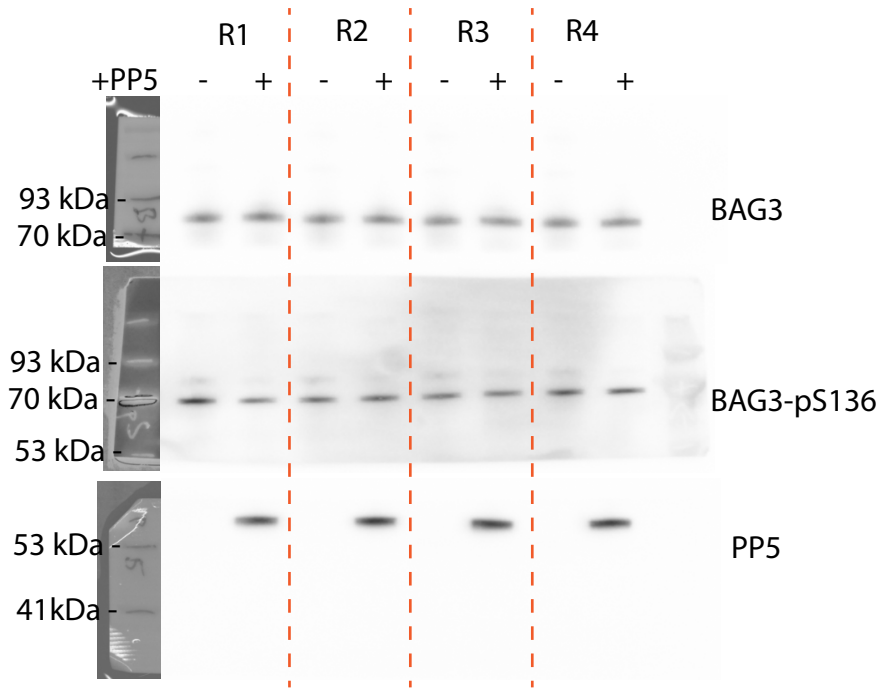 R1 R2 R3 R4
+PP5 - + - + - + - +
93 kDa -
70 kDa -
BAG3
93 kDa -
70 kDa -
53 kDa -
BAG3-pS136
53 kDa -
41kDa -
PP5